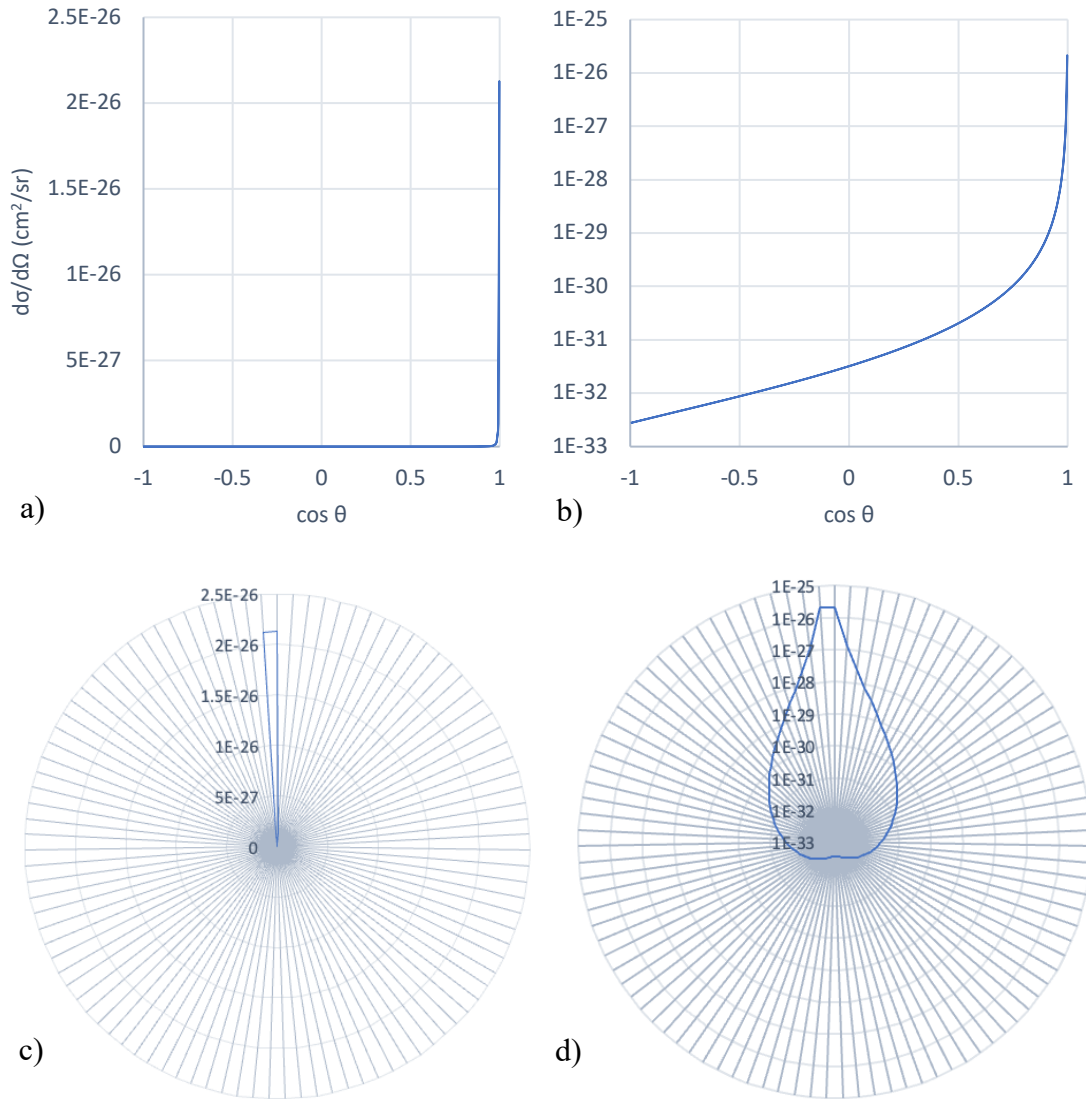 2.5E-26
2E-26
1.5E-26
1E-26
5E-27
0
dσ/dΩ (cm²/sr)
-1 -0.5 0 0.5 1
cos θ
a)
1E-25
1E-26
1E-27
1E-28
1E-29
1E-30
1E-31
1E-32
1E-33
-1 -0.5 0 0.5 1
cos θ
b)
2.5E-26
2E-26
1.5E-26
1E-26
5E-27
0
c)
1E-25
1E-26
1E-27
1E-28
1E-29
1E-30
1E-31
1E-32
1E-33
d)